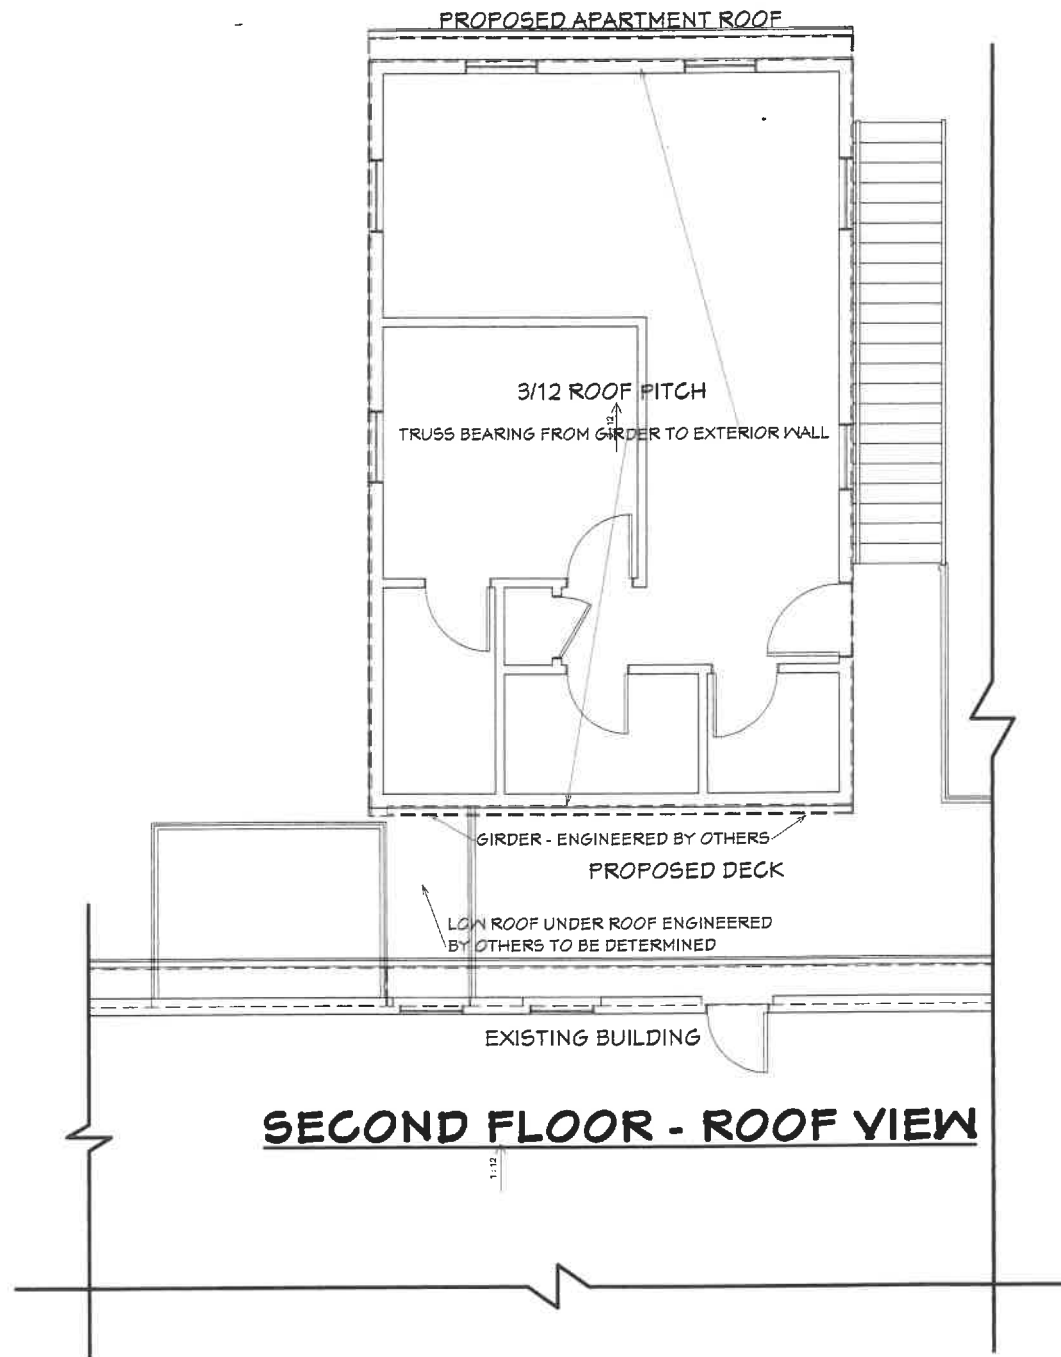 PROPOSED APARTMENT ROOF
3/12 ROOF PITCH
TRUSS BEARING FROM GIRDER TO EXTERIOR WALL
GIRDER - ENGINEERED BY OTHERS
PROPOSED DECK
LOW ROOF UNDER ROOF ENGINEERED
BY OTHERS TO BE DETERMINED
EXISTING BUILDING
SECOND FLOOR - ROOF VIEW
1 : 12